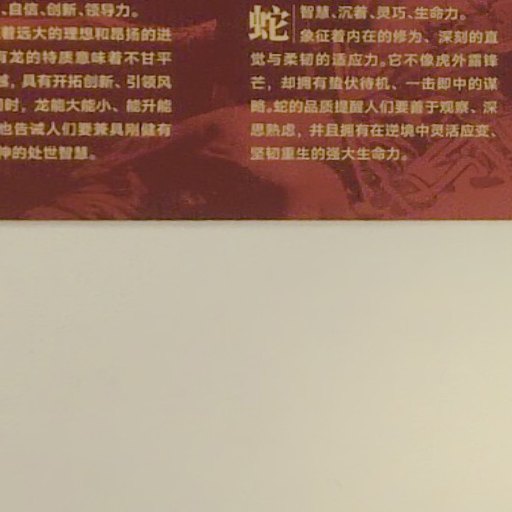 、自信、创新、领导力。
着远大的理想和昂扬的进
有龙的特质意味着不甘平
,具有开拓创新、引领风
同时,龙能大能小、能升能
也告诫人们要兼具刚健有
神的处世智慧。
蛇
智慧、沉着、灵巧、生命力。
象征着内在的修为、深刻的直
觉与柔韧的适应力。它不像虎外露锋
芒,却拥有蛰伏待机、一击即中的谋
略。蛇的品质提醒人们要善于观察、深
思熟虑,并且拥有在逆境中灵活应变、
坚韧重生的强大生命力。